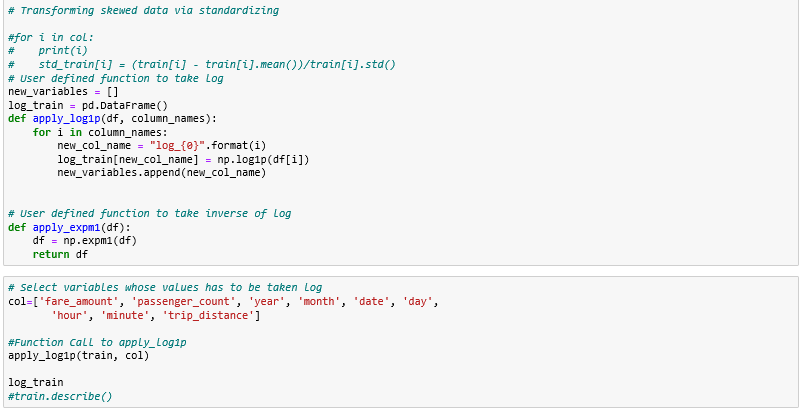 # Transforming skewed data via standardizing
#for i in col:
#    print(i)
#    std_train[i] = (train[i] - train[i].mean())/train[i].std()
# User defined function to take log
new_variables = []
log_train = pd.DataFrame()
def apply_log1p(df, column_names):
    for i in column_names:
        new_col_name = "log_{0}".format(i)
        log_train[new_col_name] = np.log1p(df[i])
        new_variables.append(new_col_name)
# User defined function to take inverse of log
def apply_expm1(df):
    df = np.expm1(df)
    return df
# Select variables whose values has to be taken log
col=['fare_amount', 'passenger_count', 'year', 'month', 'date', 'day',
       'hour', 'minute', 'trip_distance']
#Function Call to apply_log1p
apply_log1p(train, col)
log_train
#train.describe()